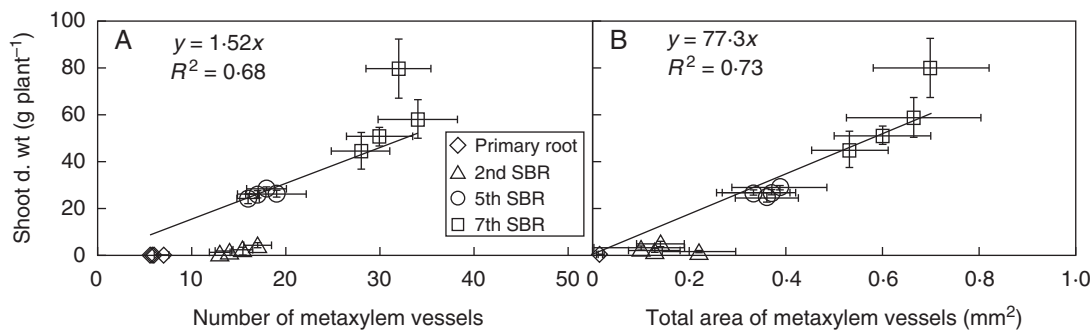 A
y = 1·52x
R² = 0·68
B
y = 77·3x
R² = 0·73
Shoot d. wt (g plant⁻¹)
100
80
60
40
20
0
Primary root
2nd SBR
5th SBR
7th SBR
0 10 20 30 40 50
0 0·2 0·4 0·6 0·8 1·0
Number of metaxylem vessels
Total area of metaxylem vessels (mm²)